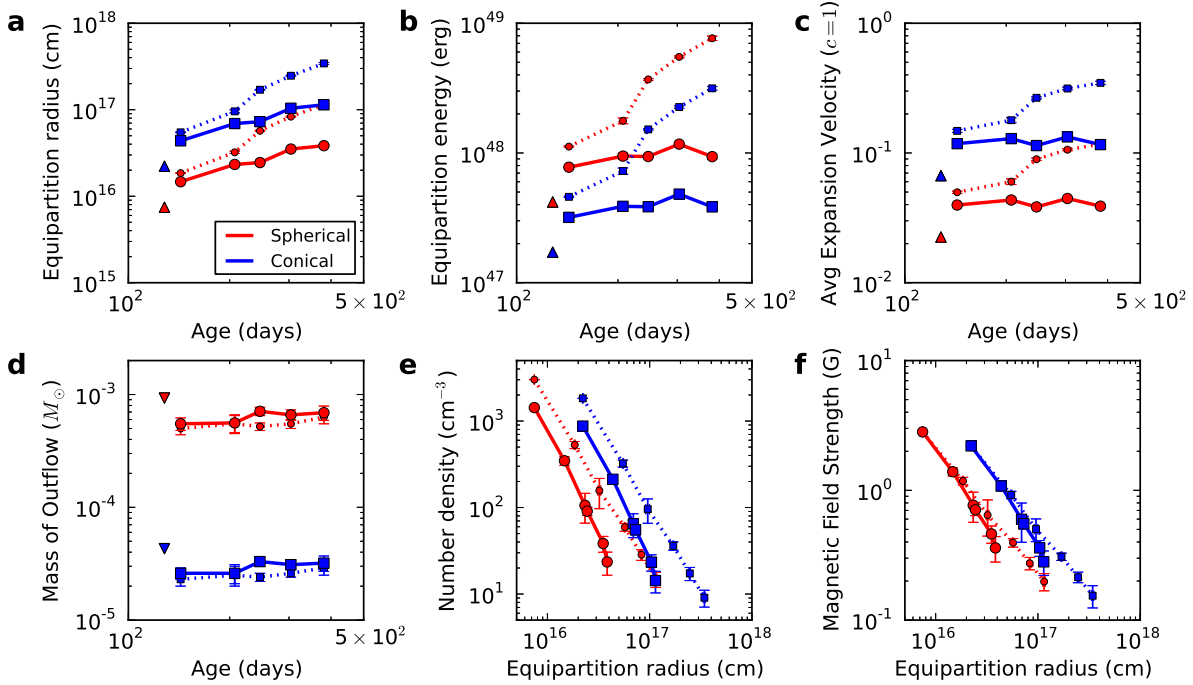 a
Equipartition radius (cm)
10^18
10^17
10^16
10^15
10^2
5 × 10^2
Age (days)
Spherical
Conical
b
Equipartition energy (erg)
10^49
10^48
10^47
10^2
5 × 10^2
Age (days)
c
Avg Expansion Velocity (c = 1)
10^0
10^-1
10^-2
10^2
5 × 10^2
Age (days)
d
Mass of Outflow (M_⊙)
10^-3
10^-4
10^-5
10^2
5 × 10^2
Age (days)
e
Number density (cm^-3)
10^3
10^2
10^1
10^16
10^17
10^18
Equipartition radius (cm)
f
Magnetic Field Strength (G)
10^1
10^0
10^-1
10^16
10^17
10^18
Equipartition radius (cm)